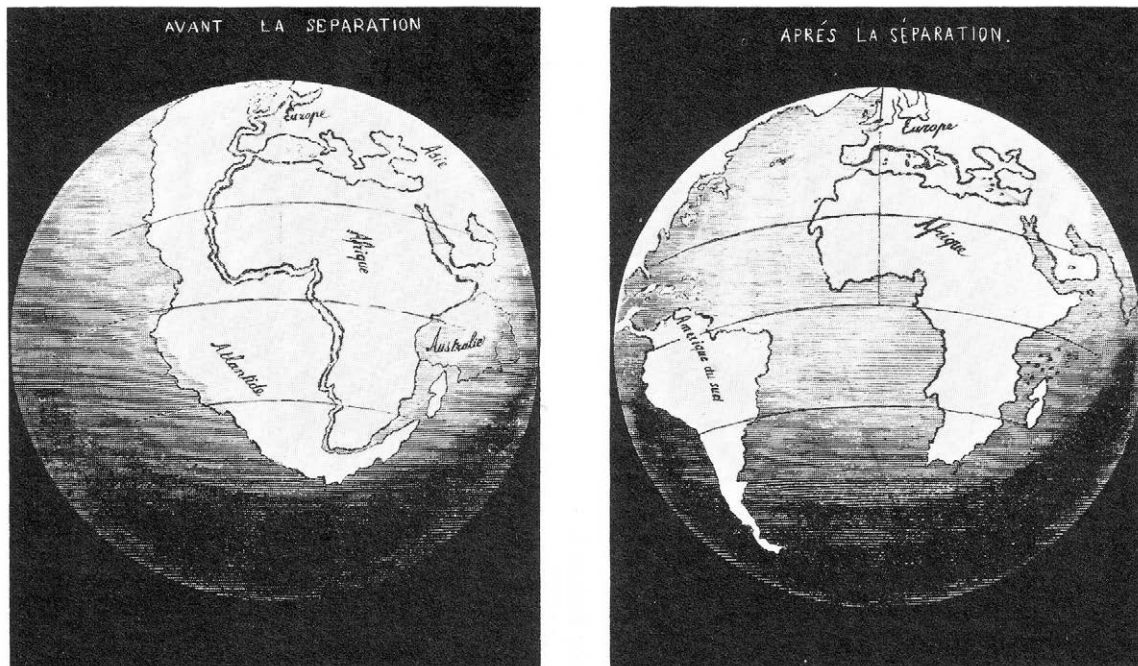 AVANT LA SEPARATION
Europe
Asie
Afrique
Australie
Atlantide
APRÉS LA SÉPARATION.
Europe
Afrique
Amérique du sud